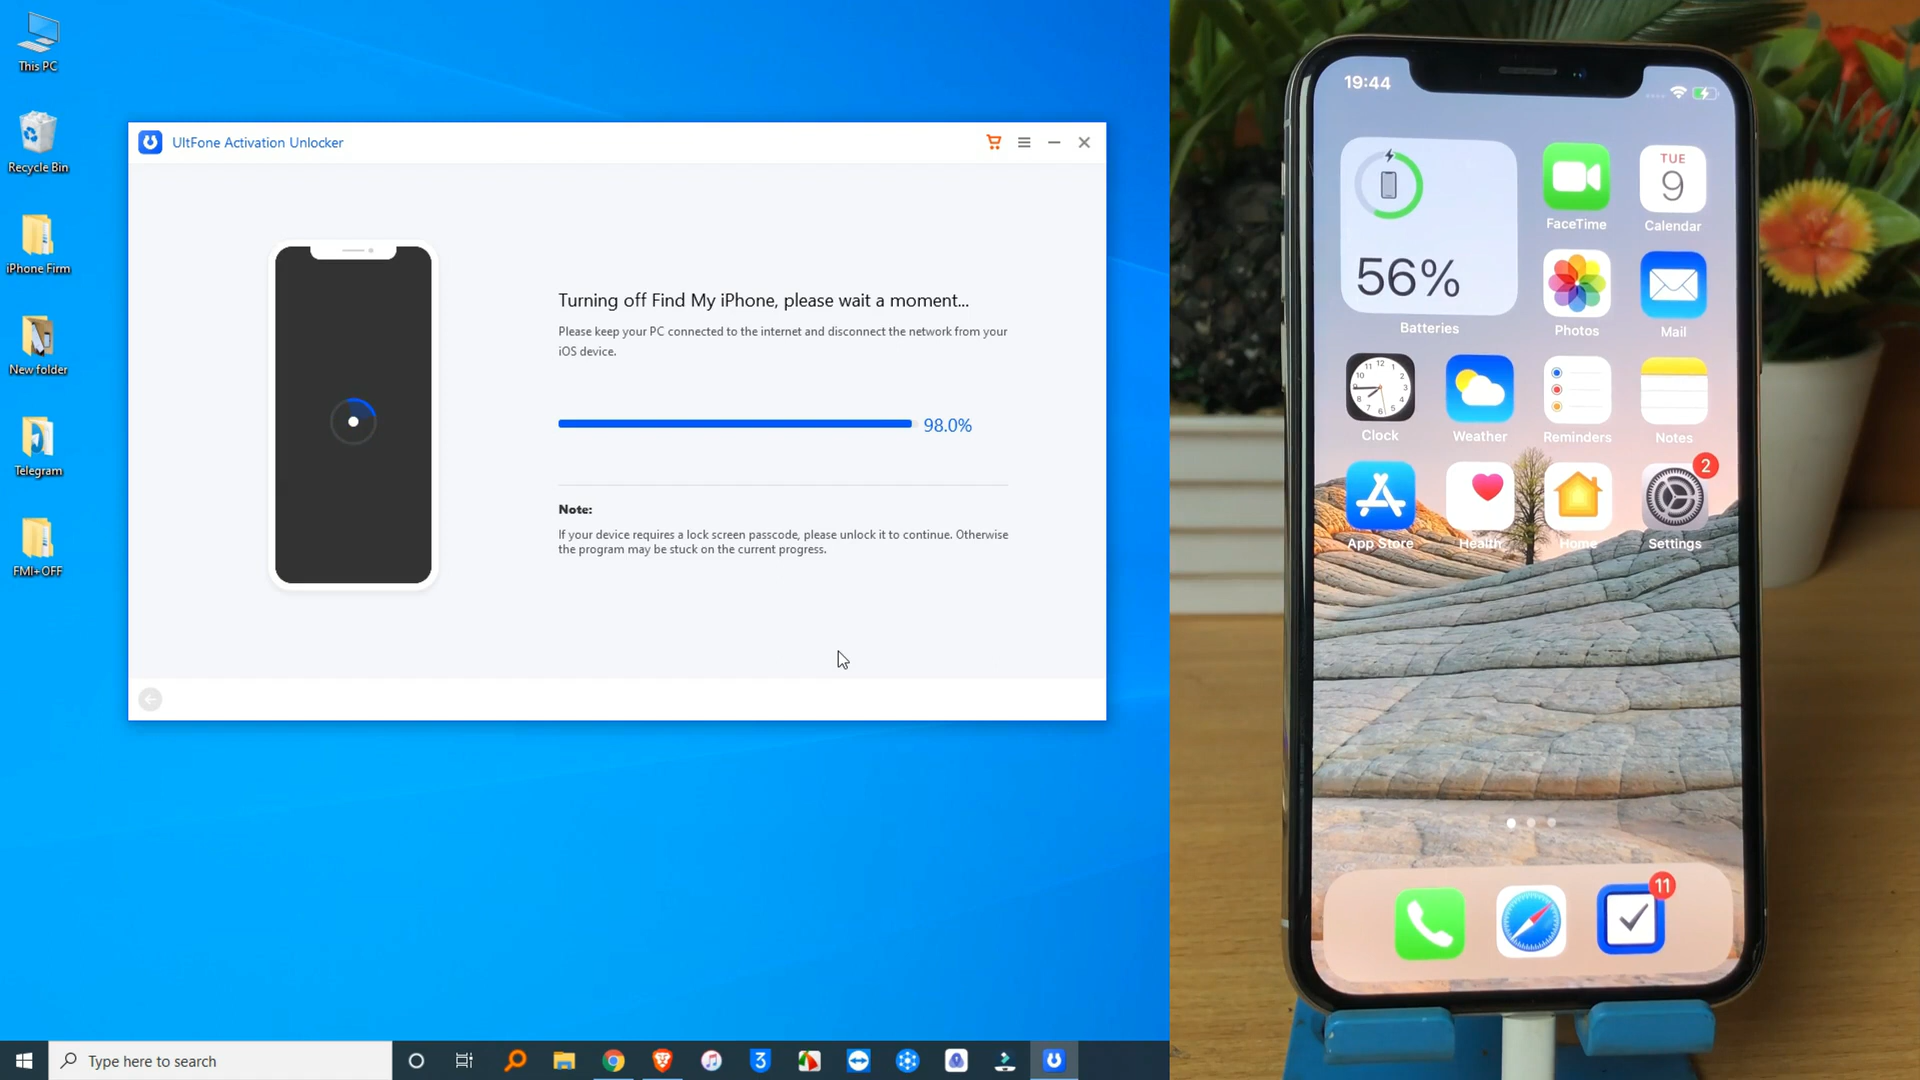 This PC
Recycle Bin
iPhone Firm
New folder
Telegram
FMI+OFF
UltFone Activation Unlocker
Turning off Find My iPhone, please wait a moment...
Please keep your PC connected to the internet and disconnect the network from your
iOS device.
98.0%
Note:
If your device requires a lock screen passcode, please unlock it to continue. Otherwise
the program may be stuck on the current progress.
Type here to search
3
19:44
56%
Batteries
FaceTime
TUE
9
Calendar
Photos
Mail
Clock
Weather
Reminders
Notes
2
App Store
Health
Home
Settings
11